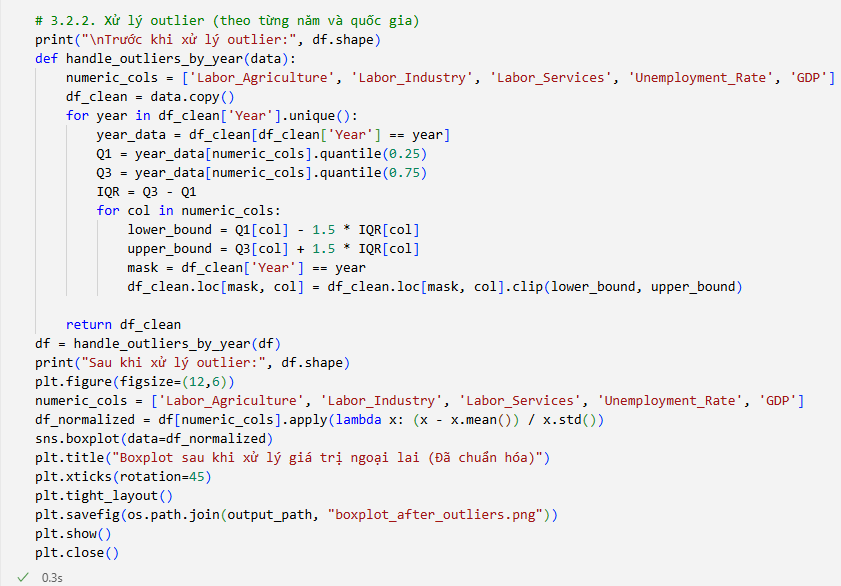 # 3.2.2. Xử lý outlier (theo từng năm và quốc gia)
print("\nTrước khi xử lý outlier:", df.shape)
def handle_outliers_by_year(data):
    numeric_cols = ['Labor_Agriculture', 'Labor_Industry', 'Labor_Services', 'Unemployment_Rate', 'GDP']
    df_clean = data.copy()
    for year in df_clean['Year'].unique():
        year_data = df_clean[df_clean['Year'] == year]
        Q1 = year_data[numeric_cols].quantile(0.25)
        Q3 = year_data[numeric_cols].quantile(0.75)
        IQR = Q3 - Q1
        for col in numeric_cols:
            lower_bound = Q1[col] - 1.5 * IQR[col]
            upper_bound = Q3[col] + 1.5 * IQR[col]
            mask = df_clean['Year'] == year
            df_clean.loc[mask, col] = df_clean.loc[mask, col].clip(lower_bound, upper_bound)

    return df_clean
df = handle_outliers_by_year(df)
print("Sau khi xử lý outlier:", df.shape)
plt.figure(figsize=(12,6))
numeric_cols = ['Labor_Agriculture', 'Labor_Industry', 'Labor_Services', 'Unemployment_Rate', 'GDP']
df_normalized = df[numeric_cols].apply(lambda x: (x - x.mean()) / x.std())
sns.boxplot(data=df_normalized)
plt.title("Boxplot sau khi xử lý giá trị ngoại lai (Đã chuẩn hóa)")
plt.xticks(rotation=45)
plt.tight_layout()
plt.savefig(os.path.join(output_path, "boxplot_after_outliers.png"))
plt.show()
plt.close()
0.3s